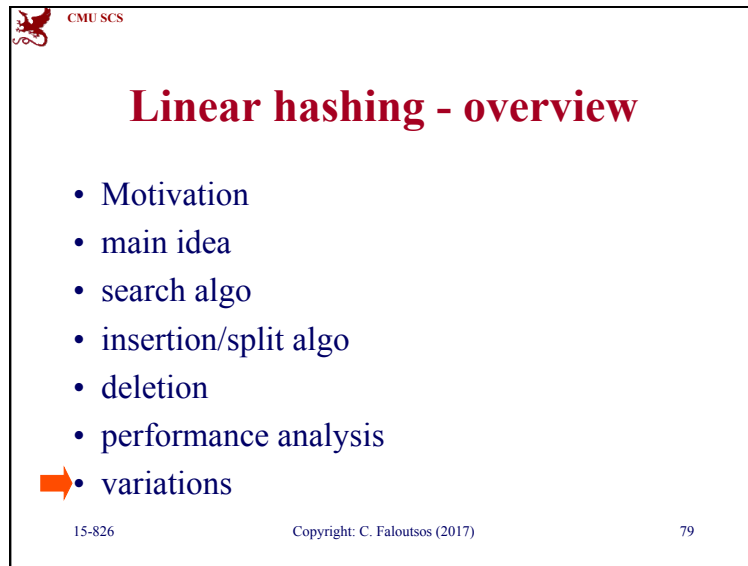 CMU SCS
Linear hashing - overview
• Motivation
• main idea
• search algo
• insertion/split algo
• deletion
• performance analysis
• variations
15-826 Copyright: C. Faloutsos (2017) 79